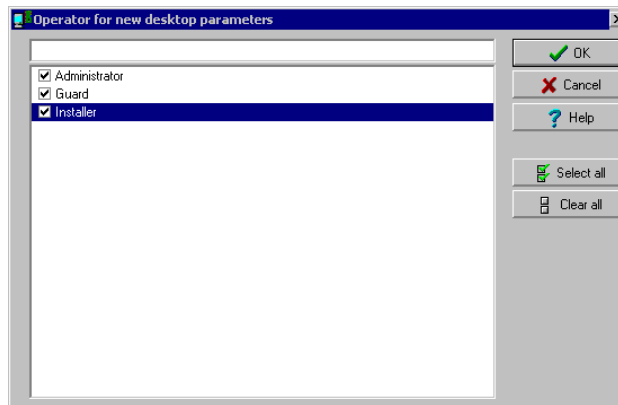 Operator for new desktop parameters
OK
Administrator
Cancel
Guard
Installer
Help
Select all
Clear all